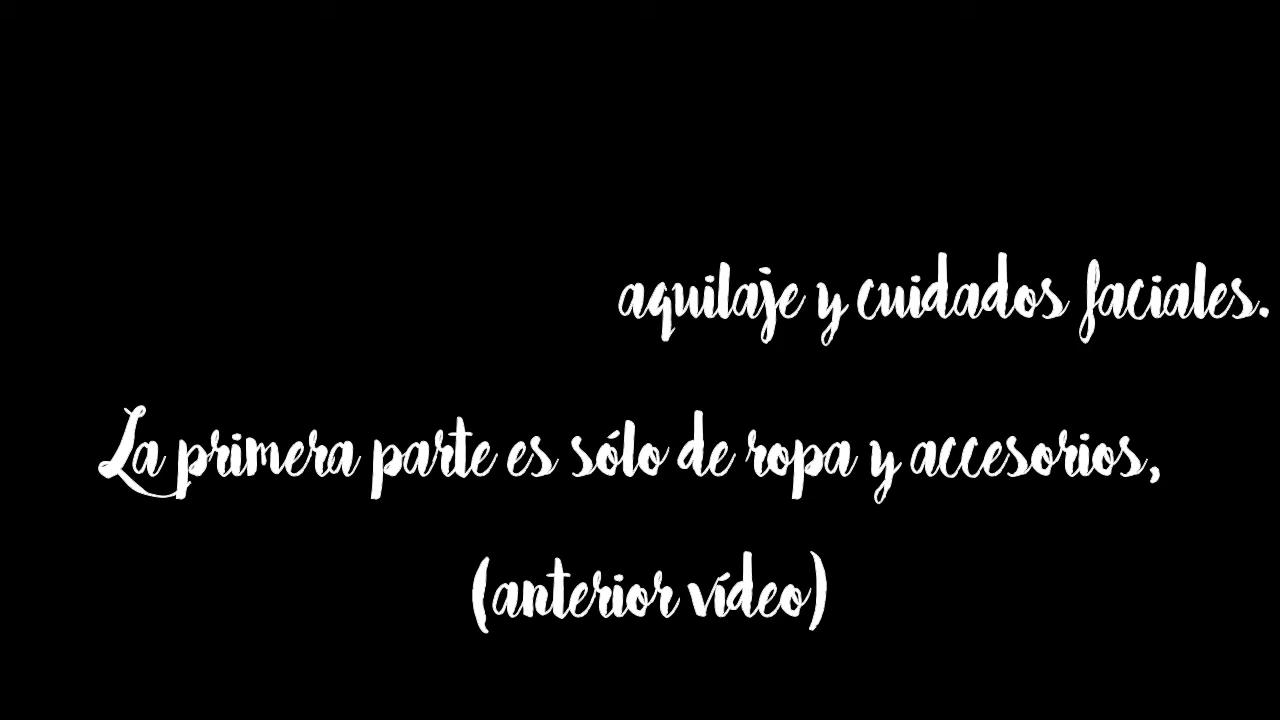 aquilaje y cuidados faciales.
La primera parte es sólo de ropa y accesorios,
(anterior vídeo)